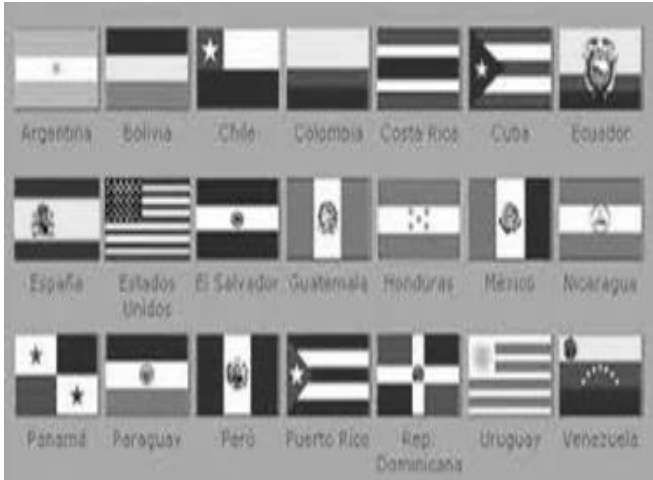 Argentina Bolivia Chile Colombia Costa Rica Cuba Ecuador
España Estados Unidos El Salvador Guatemala Honduras México Nicaragua
Panamá Paraguay Perú Puerto Rico Rep. Dominicana Uruguay Venezuela